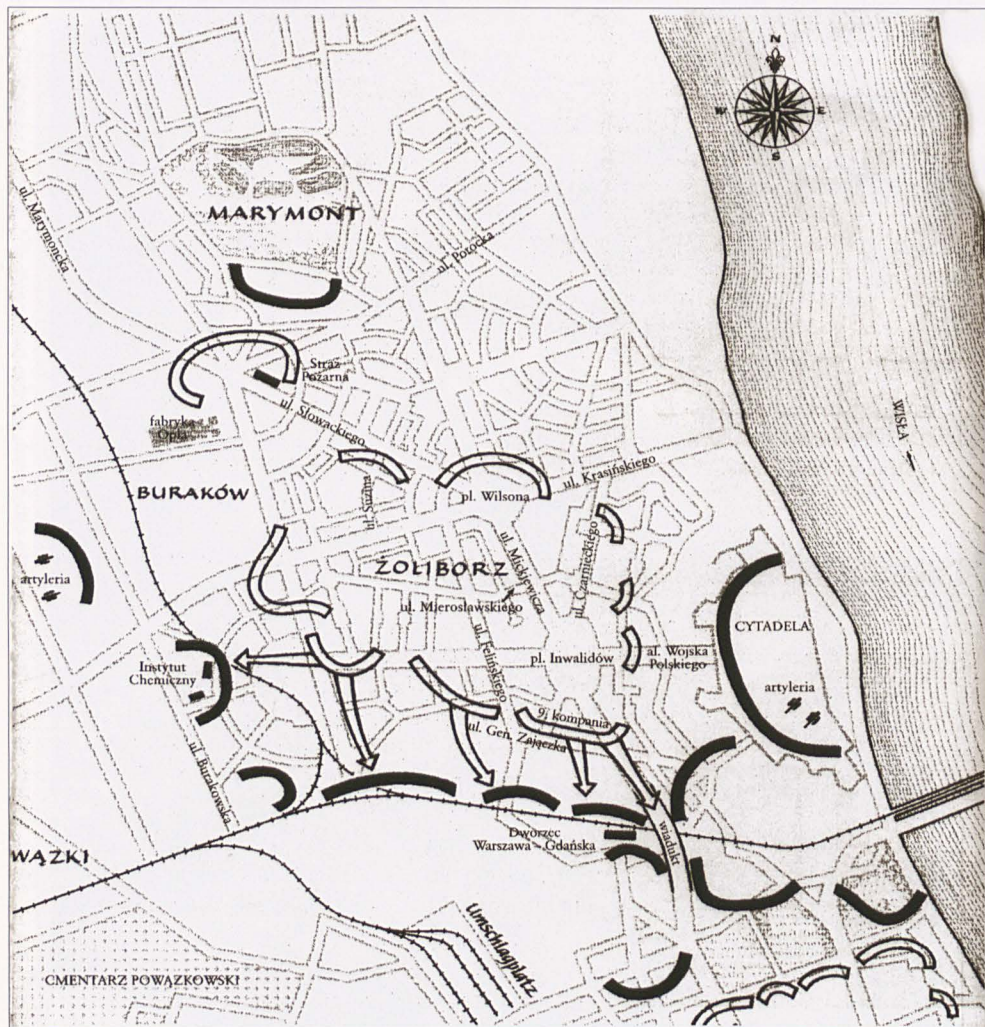 N
W E
S
ul. Marymoncka
MARYMONT
ul. Potocka
Straż
Pożarna
ul. Słowackiego
fabryka
Opla
WISŁA
BURAKÓW
ul. Suzina
pl. Wilsona
ul. Krasińskiego
artyleria
ŻOLIBORZ
ul. Mickiewicza
ul. Czarnieckiego
ul. Mierosławskiego
ul. Felińskiego
CYTADELA
Instytut
Chemiczny
pl. Inwalidów
al. Wojska
Polskiego
artyleria
9. kompania
ul. Gen. Zajączka
ul. Burakowska
Dworzec
Warszawa – Gdańska
wiadukt
WĄZKI
Umschlagplatz
CMENTARZ POWĄZKOWSKI